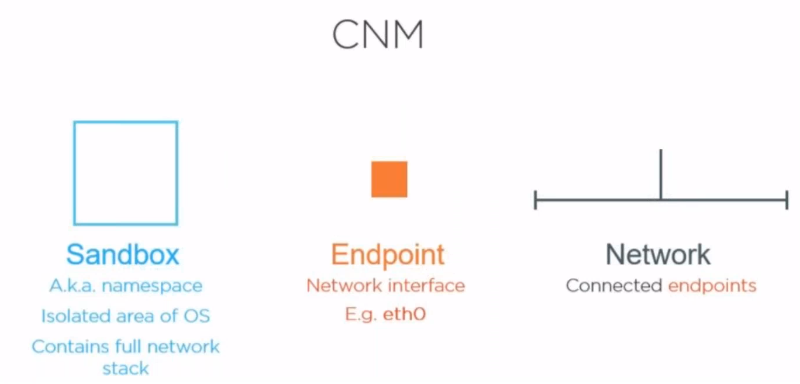 CNM
Sandbox
A.k.a. namespace
Isolated area of OS
Contains full network
stack
Endpoint
Network interface
E.g. eth0
Network
Connected endpoints